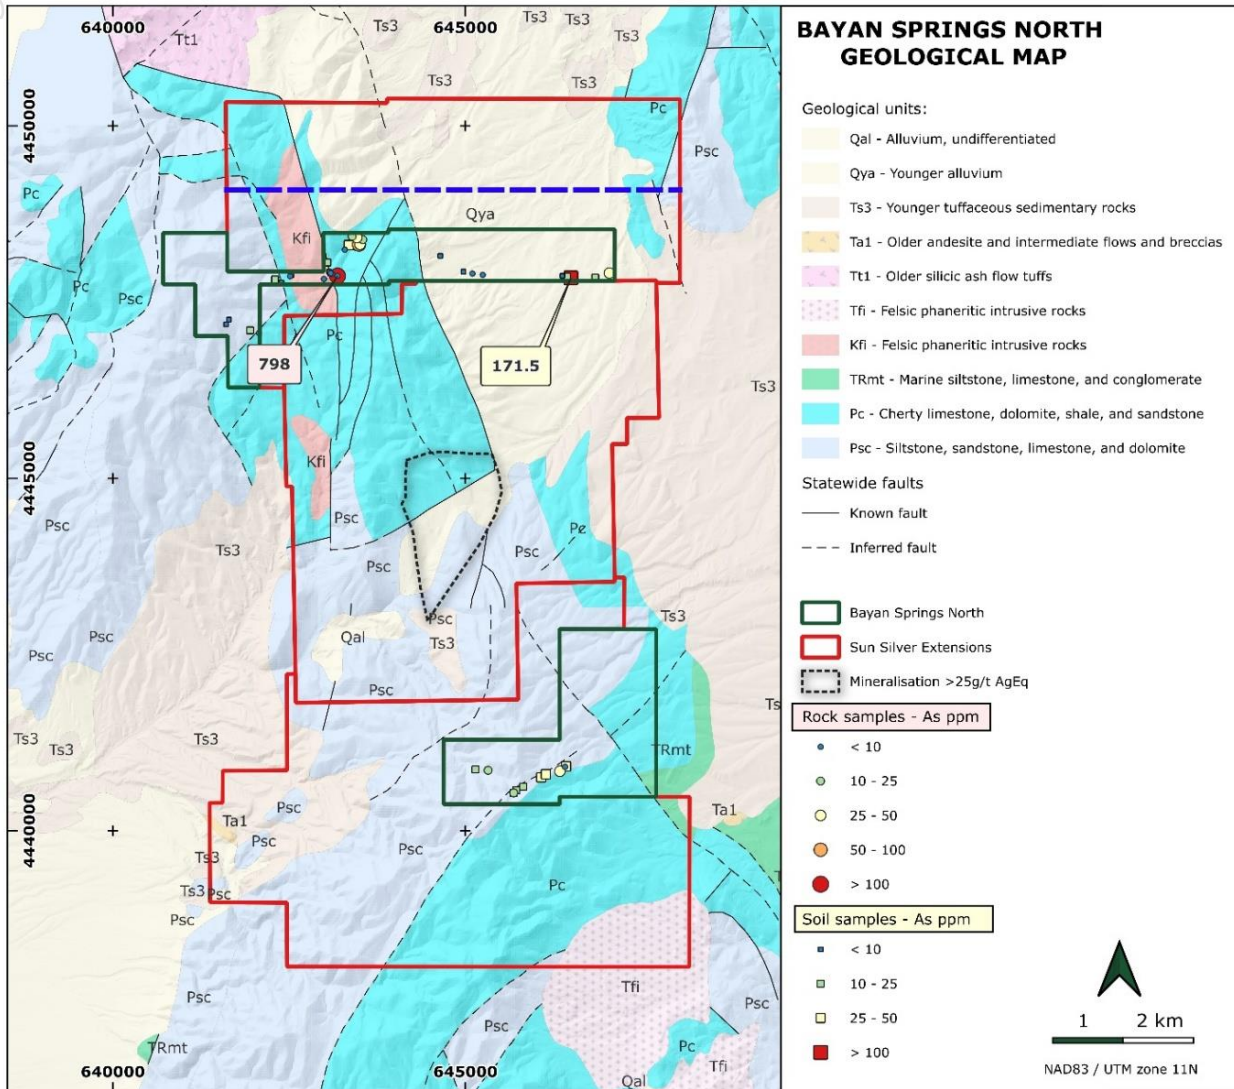 640000
645000
4450000
4445000
4440000
640000
645000
Tt1
Ts3
Ts3
Ts3
Ts3
Ts3
Pc
Psc
Pc
Qya
Kfi
Pc
Psc
Pc
798
171.5
Ts3
Kfi
Psc
Psc
Pe
Psc
Ts3
Psc
Psc
Qal
Psc
Ts3
Ts3
Psc
Psc
Ts
Ts3
Ts3
Ts3
TRmt
Psc
Ta1
Psc
Psc
Ta1
Ts3
Ts3
Psc
Psc
Pc
Psc
Tfi
Psc
Psc
TRmt
Pc
Tfi
Qal
BAYAN SPRINGS NORTH
GEOLOGICAL MAP
Geological units:
Qal - Alluvium, undifferentiated
Qya - Younger alluvium
Ts3 - Younger tuffaceous sedimentary rocks
Ta1 - Older andesite and intermediate flows and breccias
Tt1 - Older silicic ash flow tuffs
Tfi - Felsic phaneritic intrusive rocks
Kfi - Felsic phaneritic intrusive rocks
TRmt - Marine siltstone, limestone, and conglomerate
Pc - Cherty limestone, dolomite, shale, and sandstone
Psc - Siltstone, sandstone, limestone, and dolomite
Statewide faults
Known fault
Inferred fault
Bayan Springs North
Sun Silver Extensions
Mineralisation >25g/t AgEq
Rock samples - As ppm
< 10
10 - 25
25 - 50
50 - 100
> 100
Soil samples - As ppm
< 10
10 - 25
25 - 50
> 100
1 2 km
NAD83 / UTM zone 11N